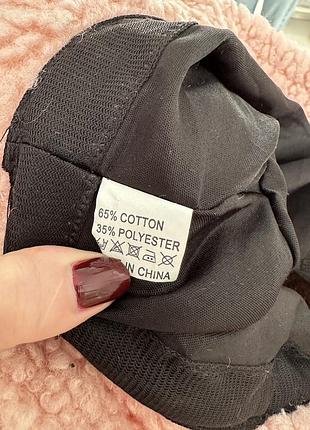 65% COTTON
35% POLYESTER
IN CHINA